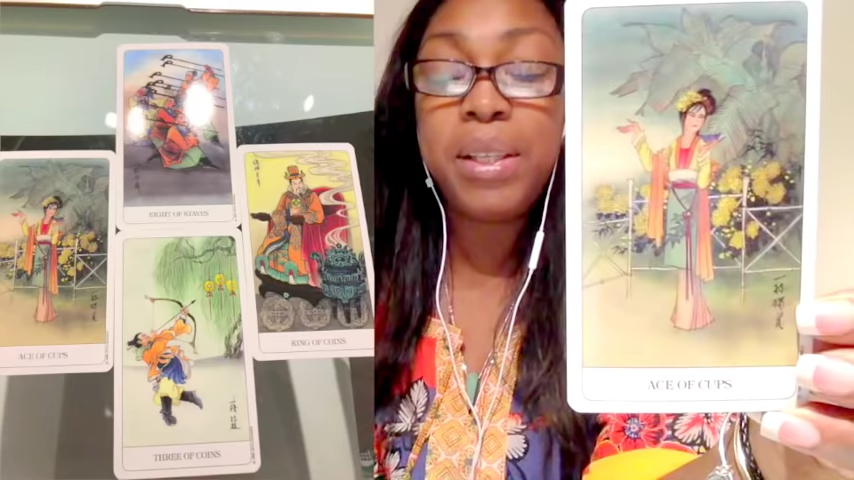 EIGHT OF STAVES
ACE OF CUPS
KING OF COINS
THREE OF COINS
ACE OF CUPS